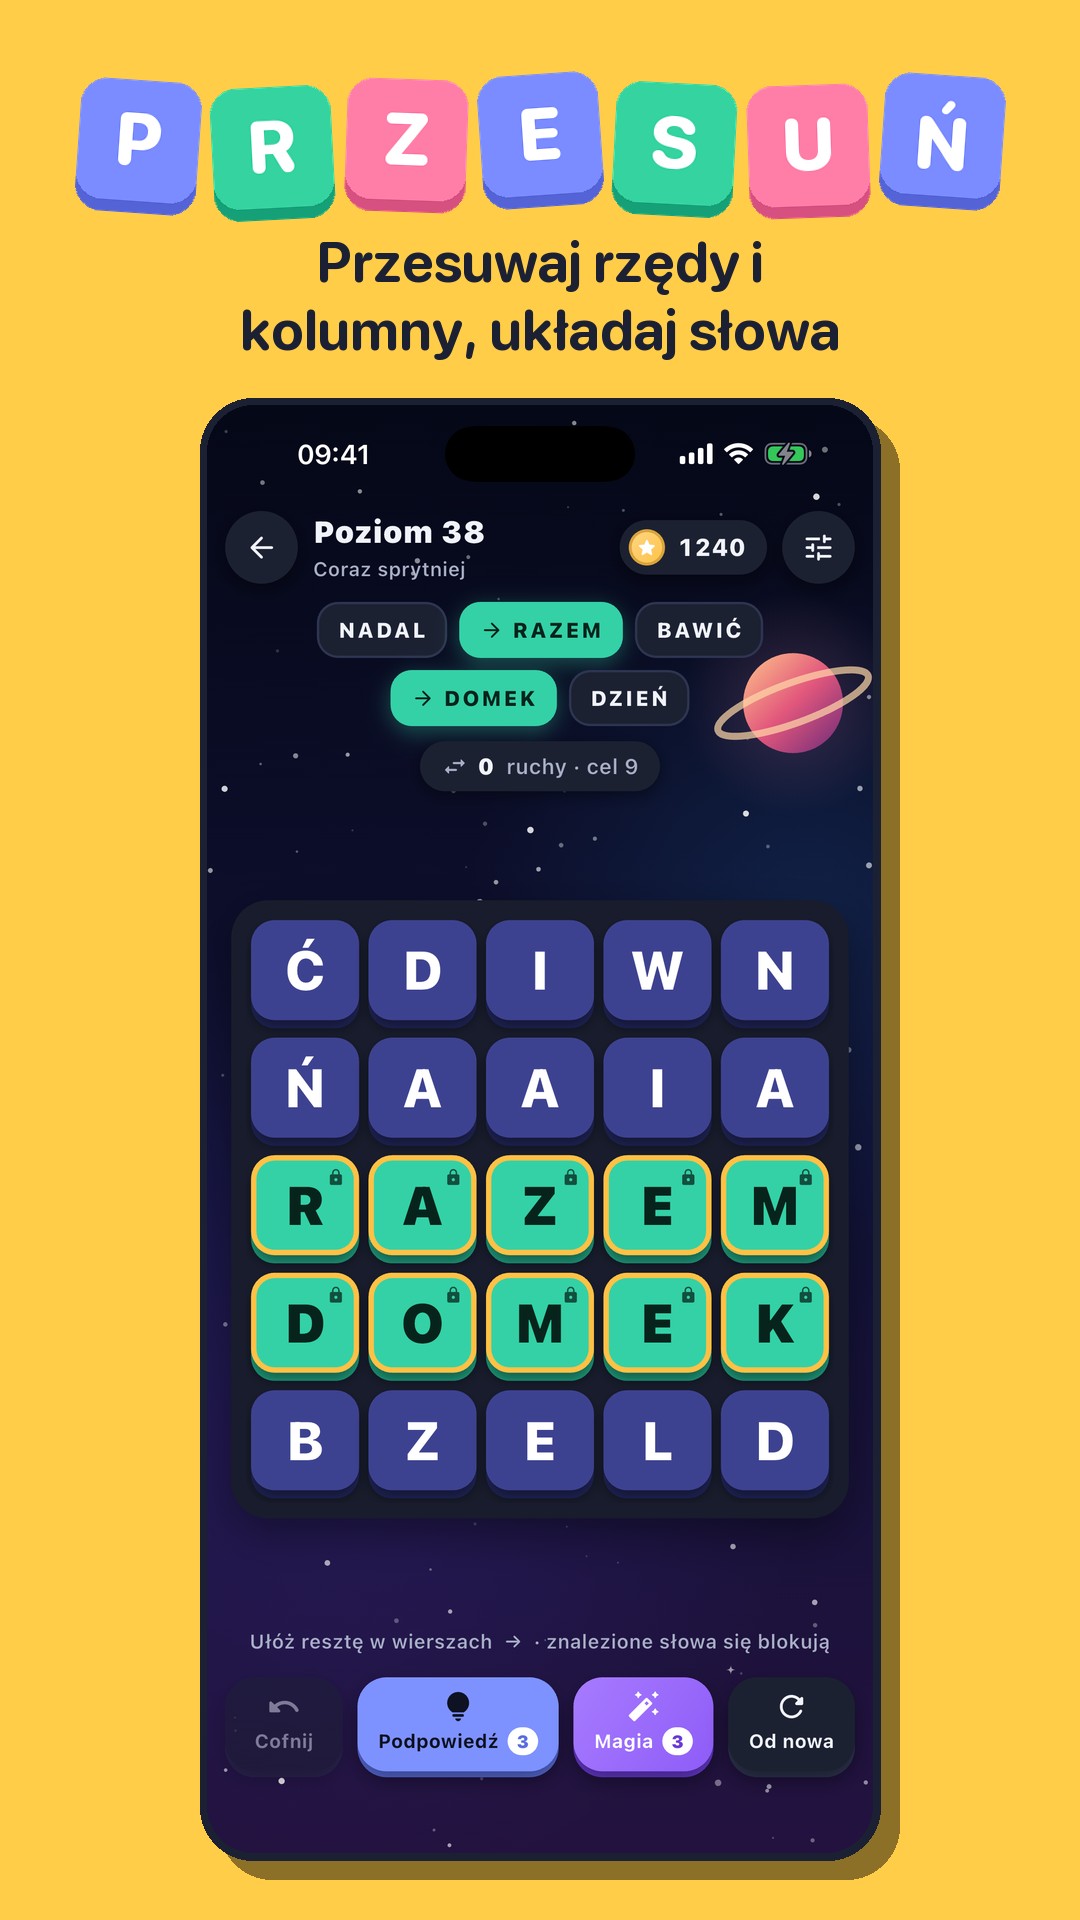 PRZESUŃ
Przesuwaj rzędy i
kolumny, układaj słowa
09:41
Poziom 38
Coraz sprytniej
1240
NADAL → RAZEM BAWIĆ
→ DOMEK DZIEŃ
0 ruchy · cel 9
Ć D I W N
Ń A A I A
R A Z E M
D O M E K
B Z E L D
Ułóż resztę w wierszach → · znalezione słowa się blokują
Cofnij Podpowiedź 3 Magia 3 Od nowa